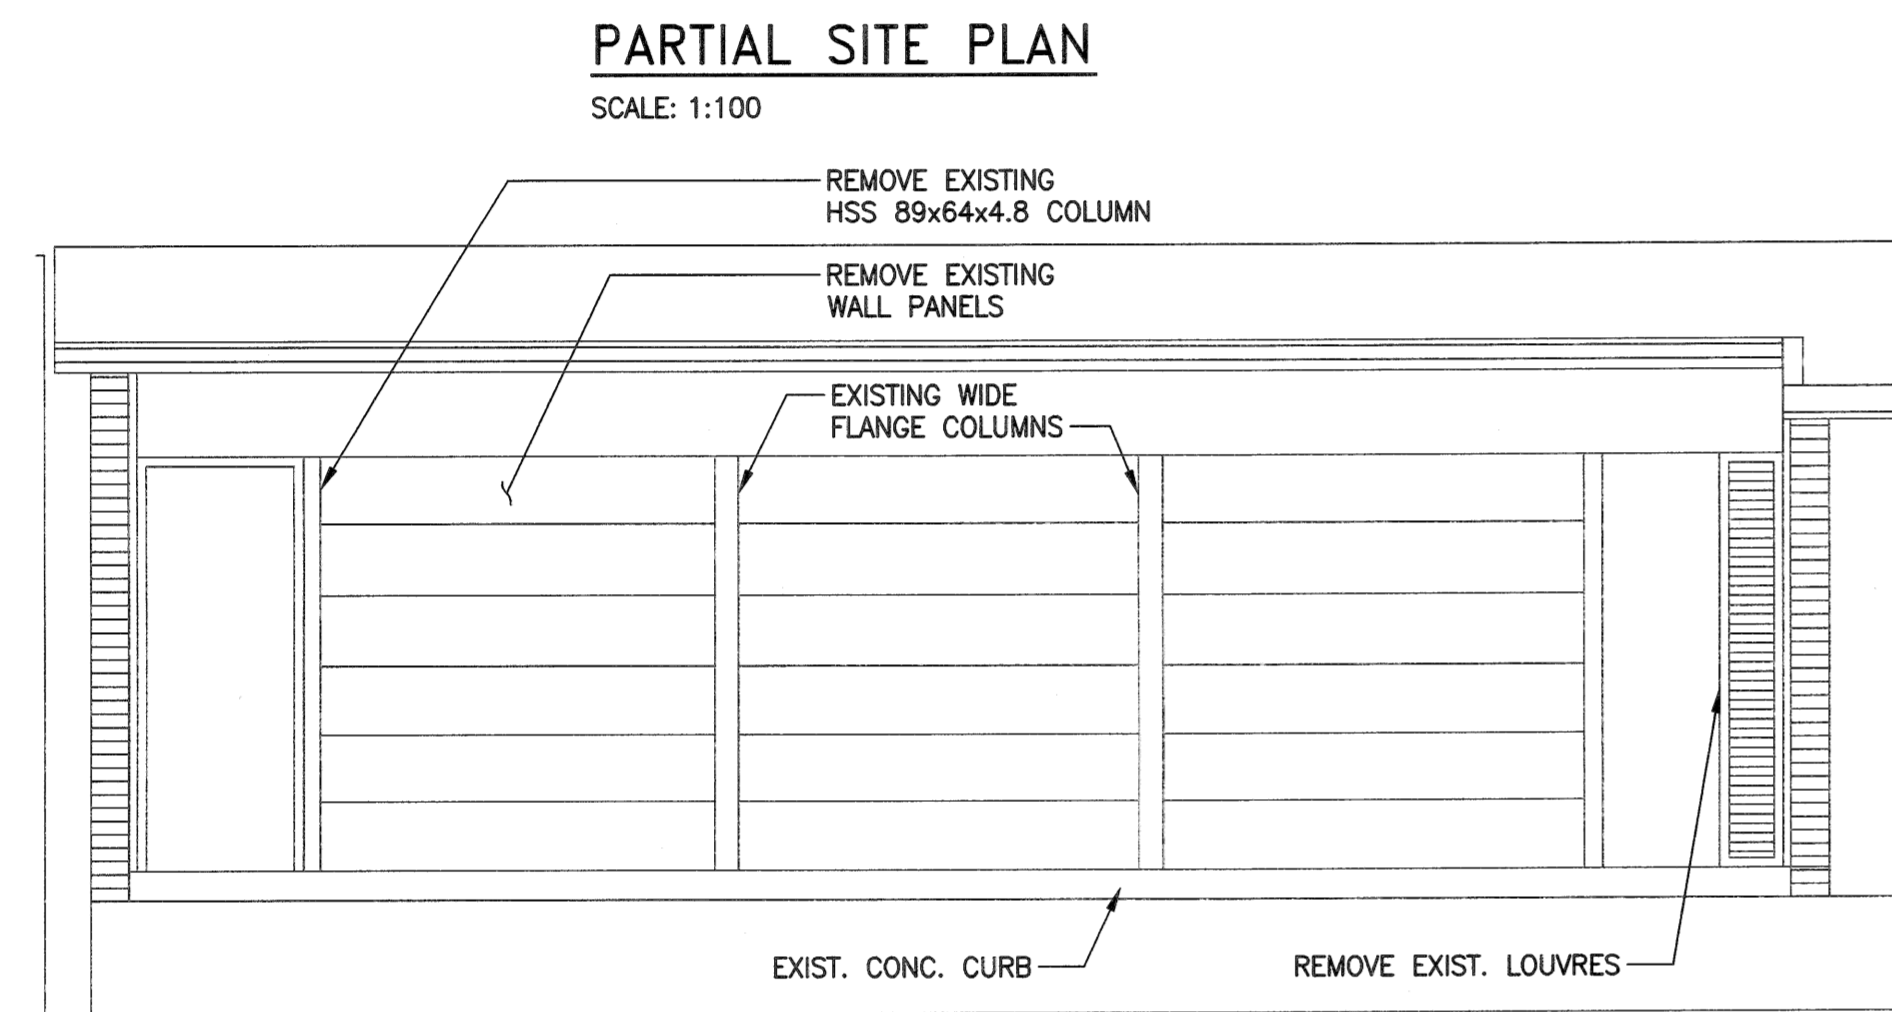 PARTIAL SITE PLAN
SCALE: 1:100
REMOVE EXISTING
HSS 89x64x4.8 COLUMN
REMOVE EXISTING
WALL PANELS
EXISTING WIDE
FLANGE COLUMNS
EXIST. CONC. CURB
REMOVE EXIST. LOUVRES